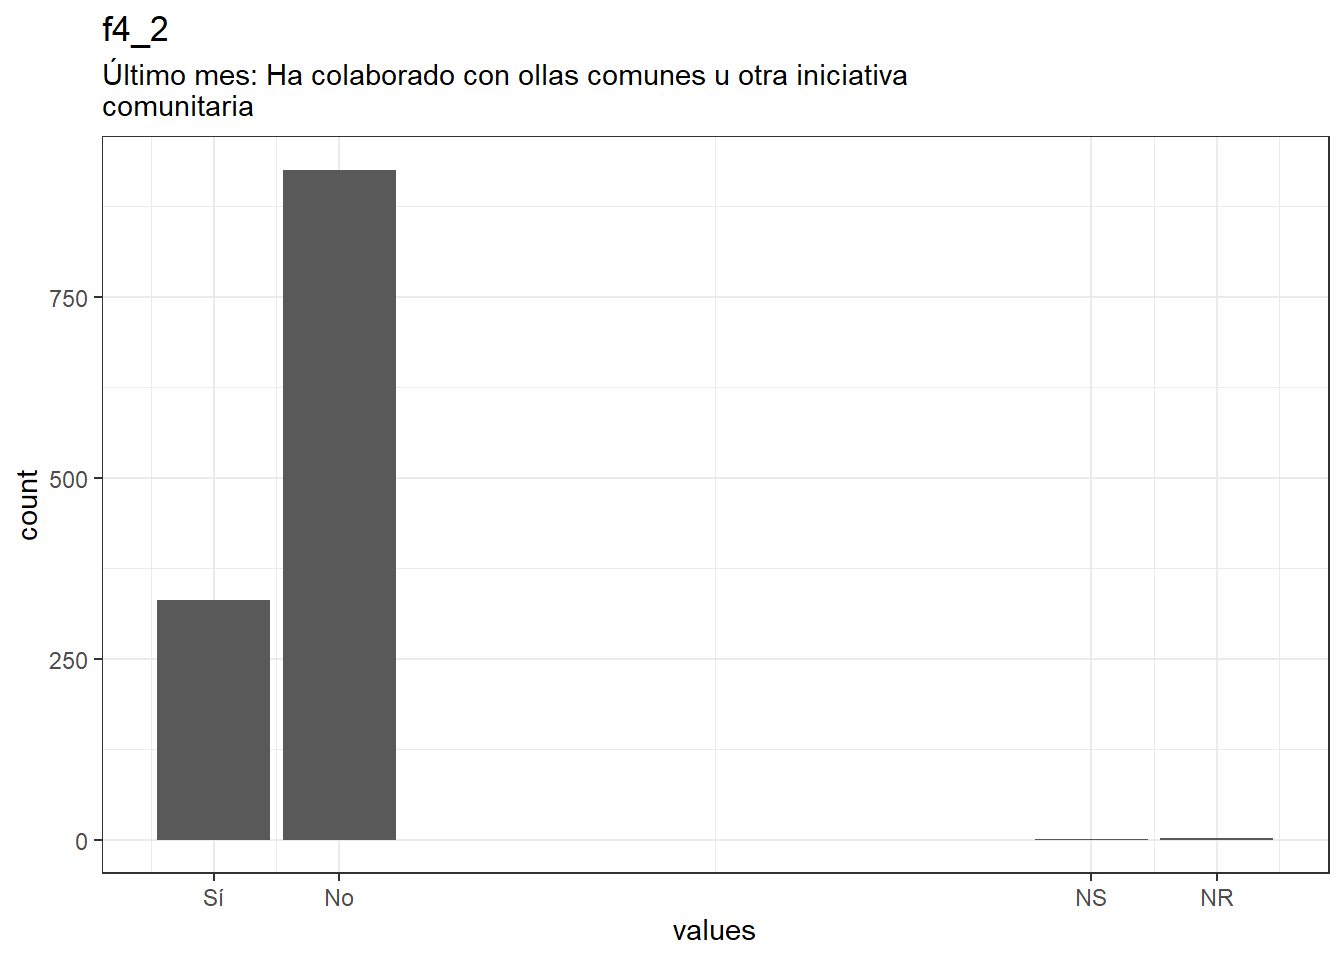 f4_2
Último mes: Ha colaborado con ollas comunes u otra iniciativa
comunitaria
750
500
250
0
count
Sí No NS NR
values